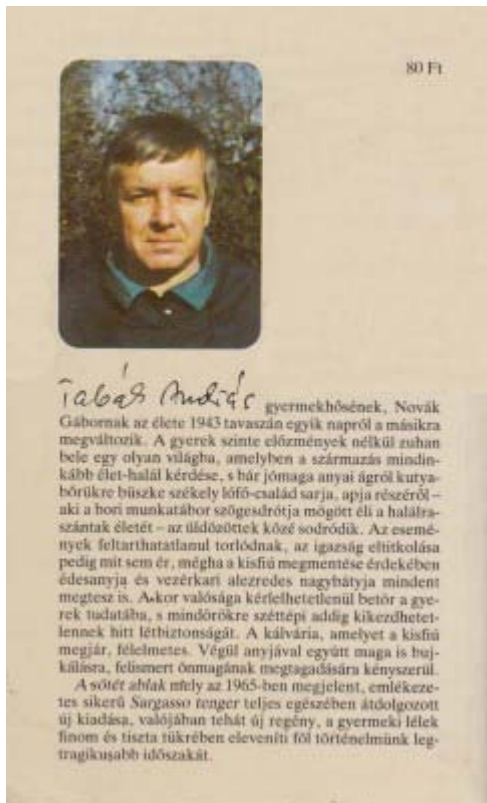 80 Ft
Tabák András gyermekhősének, Novák
Gábornak az élete 1943 tavaszán egyik napról a másikra
megváltozik. A gyerek szinte előzmények nélkül zuhan
bele egy olyan világba, amelyben a származás mindin-
kább élet-halál kérdése, s bár jómaga anyai ágról kutya-
bőrükre büszke székely lófő-család sarja, apja részéről –
aki a bori munkatábor szögesdrótja mögött éli a halálra-
szántak életét – az üldözöttek közé sodródik. Az esemé-
nyek feltarthatatlanul torlódnak, az igazság eltitkolása
pedig mit sem ér, mégha a kisfiú megmentése érdekében
édesanyja és vezérkari alezredes nagybátyja mindent
megtesz is. A kor valósága kérlelhetetlenül betör a gye-
rek tudatába, s mindörökre széttépi addig kikezdhetet-
lennek hitt létbiztonságát. A kálvária, amelyet a kisfiú
megjár, félelmetes. Végül anyjával együtt maga is buj-
kálásra, felismert önmagának megtagadására kényszerül.
A sötét ablak mely az 1965-ben megjelent, emlékeze-
tes sikerű Sargasso tenger teljes egészében átdolgozott
új kiadása, valójában tehát új regény, a gyermeki lélek
finom és tiszta tükrében eleveníti föl történelmünk leg-
tragikusabb időszakát.